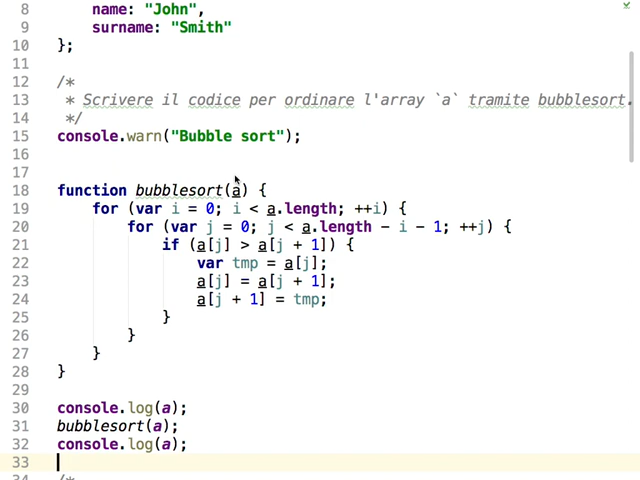 8 name: "John",
9 surname: "Smith"
10 };
11
12 /*
13 * Scrivere il codice per ordinare l'array `a` tramite bubblesort.
14 */
15 console.warn("Bubble sort");
16
17
18 function bubblesort(a) {
19 for (var i = 0; i < a.length; ++i) {
20 for (var j = 0; j < a.length - i - 1; ++j) {
21 if (a[j] > a[j + 1]) {
22 var tmp = a[j];
23 a[j] = a[j + 1];
24 a[j + 1] = tmp;
25 }
26 }
27 }
28 }
29
30 console.log(a);
31 bubblesort(a);
32 console.log(a);
33
34 /*